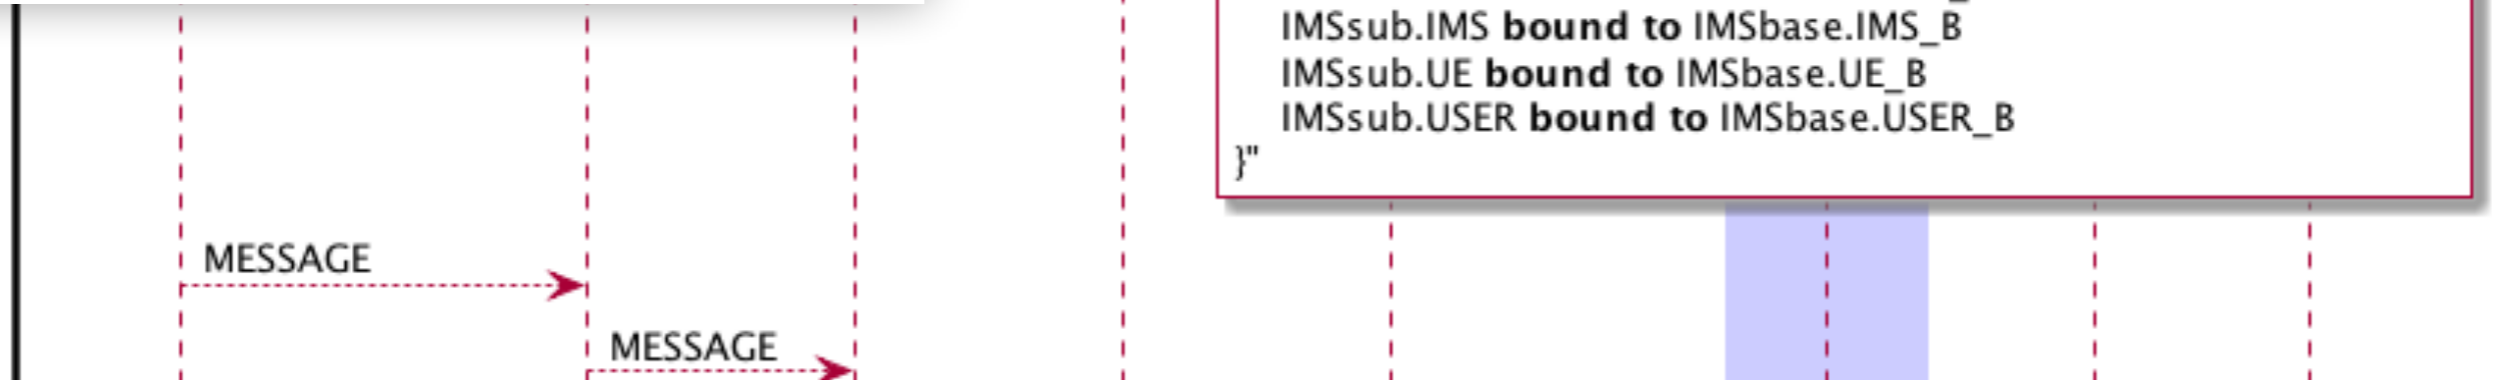 IMSsub.IMS bound to IMSbase.IMS_B
IMSsub.UE bound to IMSbase.UE_B
IMSsub.USER bound to IMSbase.USER_B
}"
MESSAGE
MESSAGE